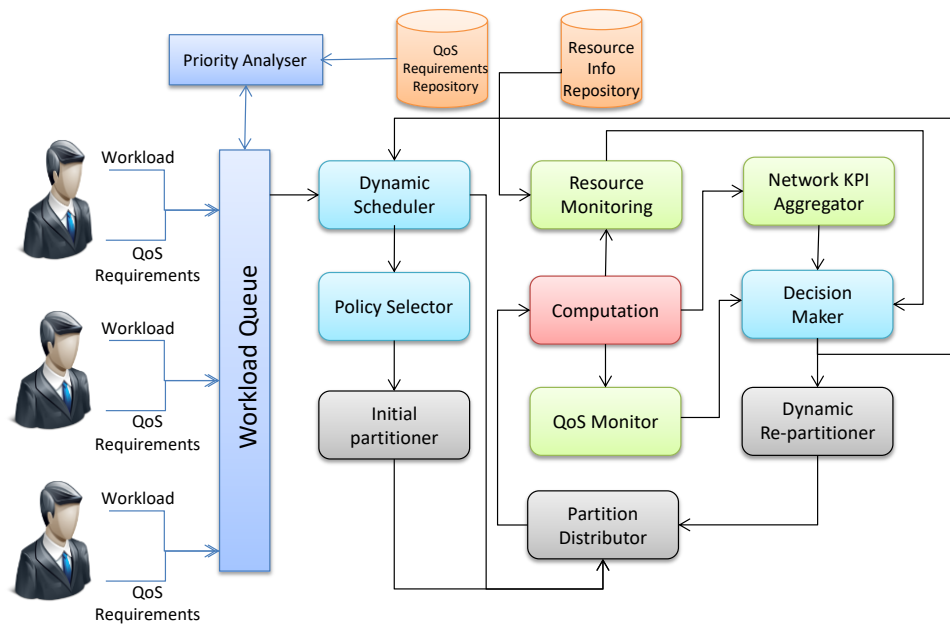 Priority Analyser
QoS
Requirements
Repository
Resource
Info
Repository
Workload
QoS
Requirements
Workload
QoS
Requirements
Workload
QoS
Requirements
Workload Queue
Dynamic
Scheduler
Policy Selector
Initial
partitioner
Resource
Monitoring
Computation
QoS Monitor
Partition
Distributor
Network KPI
Aggregator
Decision
Maker
Dynamic
Re-partitioner